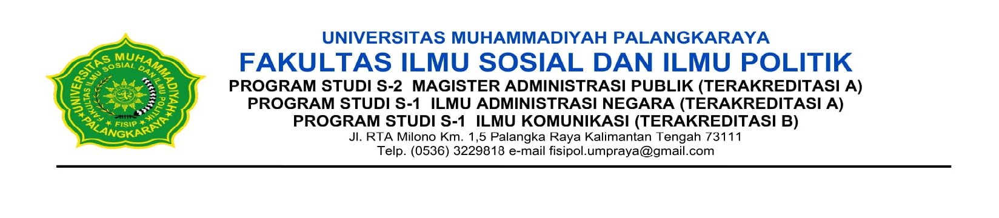 UNIVERSITAS MUHAMMADIYAH PALANGKARAYA
FAKULTAS ILMU SOSIAL DAN ILMU POLITIK
PROGRAM STUDI S-2 MAGISTER ADMINISTRASI PUBLIK (TERAKREDITASI A)
PROGRAM STUDI S-1 ILMU ADMINISTRASI NEGARA (TERAKREDITASI A)
PROGRAM STUDI S-1 ILMU KOMUNIKASI (TERAKREDITASI B)
Jl. RTA Milono Km. 1,5 Palangka Raya Kalimantan Tengah 73111
Telp. (0536) 3229818 e-mail fisipol.umpraya@gmail.com
UNIVERSITAS MUHAMMADIYAH
FAKULTAS ILMU SOSIAL DAN ILMU POLITIK
FISIP
PALANGKARAYA